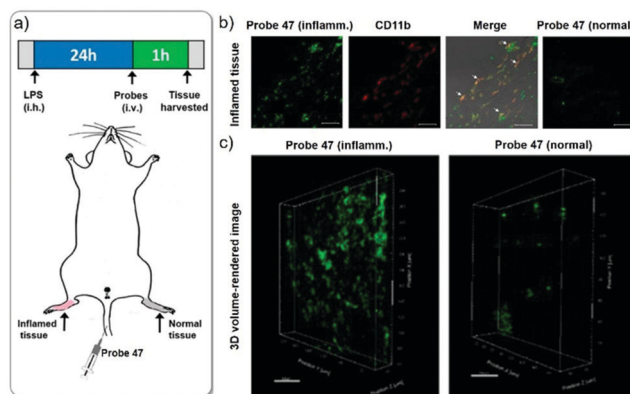 a)
24h
1h
LPS
(i.h.)
Probes
(i.v.)
Tissue
harvested
Inflamed
tissue
Normal
tissue
Probe 47
b)
Probe 47 (inflamm.)
CD11b
Merge
Probe 47 (normal)
Inflamed tissue
c)
Probe 47 (inflamm.)
Probe 47 (normal)
3D volume-rendered image